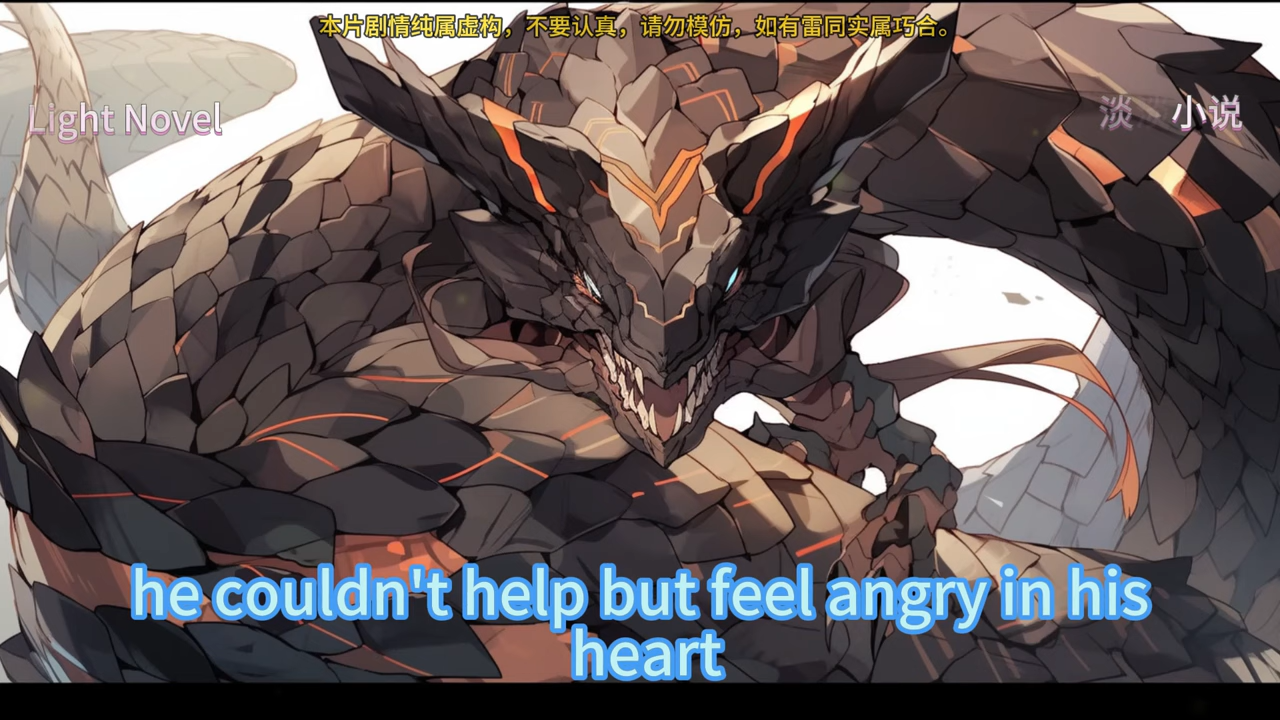 本片剧情纯属虚构，不要认真，请勿模仿，如有雷同实属巧合。
Light Novel
淡 小说
he couldn't help but feel angry in his
heart